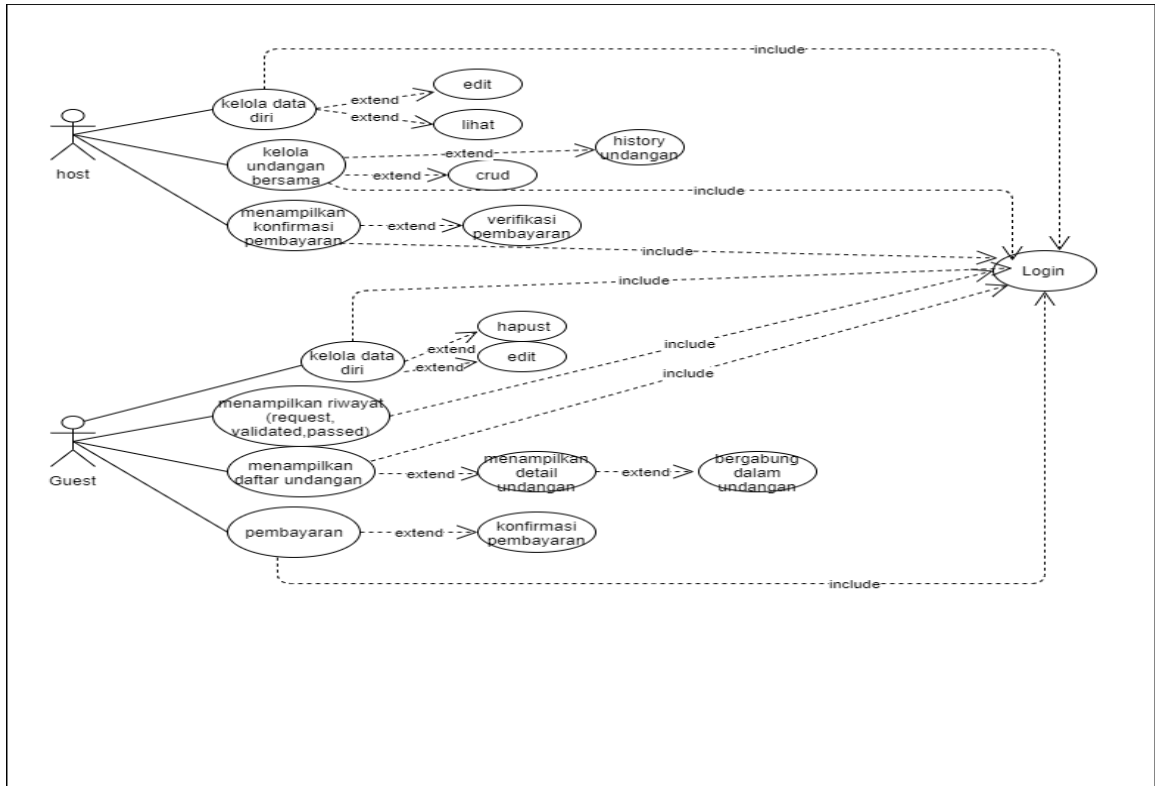 include
edit
kelola data
diri
extend
extend
lihat
host
kelola
undangan
bersama
history
undangan
extend
extend
crud
include
menampilkan
konfirmasi
pembayaran
extend
verifikasi
pembayaran
include
Login
include
hapust
kelola data
diri
extend
extend
edit
include
include
menampilkan riwayat
(request,
validated,passed)
Guest
menampilkan
daftar undangan
extend
menampilkan
detail
undangan
extend
bergabung
dalam
undangan
pembayaran
extend
konfirmasi
pembayaran
include